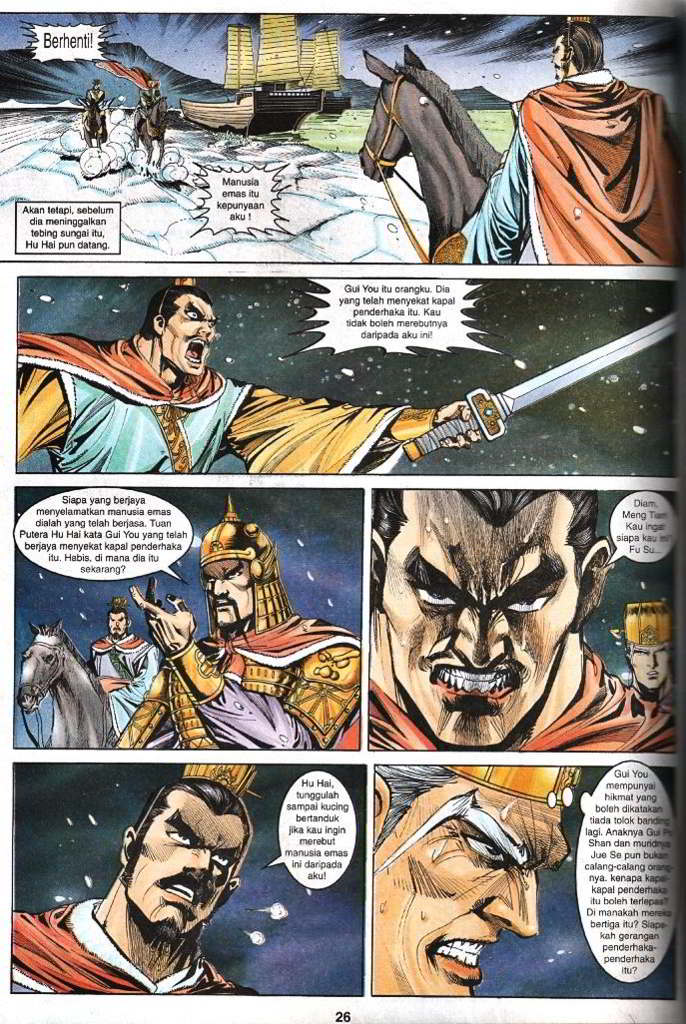 Berhenti!
Manusia
emas itu
kepunyaan
aku !
Akan tetapi, sebelum
dia meninggalkan
tebing sungai itu,
Hu Hai pun datang.
Gui You itu orangku. Dia
yang telah menyekat kapal
penderhaka itu. Kau
tidak boleh merebutnya
daripada aku ini!
Siapa yang berjaya
menyelamatkan manusia emas
dialah yang telah berjasa. Tuan
Putera Hu Hai kata Gui You yang telah
berjaya menyekat kapal penderhaka
itu. Habis, di mana dia itu
sekarang?
Diam,
Meng Tian
Kau ingat
siapa kau ini?
Fu Su...
Hu Hai,
tunggulah
sampai kucing
bertanduk
jika kau ingin
merebut
manusia emas
ini daripada
aku!
Gui You
mempunyai
hikmat yang
boleh dikatakan
tiada tolok banding
lagi. Anaknya Gui
Shan dan muridnya
Jue Se pun bukan
calang-calang orang-
nya. kenapa kapal-
kapal penderhaka
itu boleh terlepas?
Di manakah mereka
bertiga itu? Siapa-
kah gerangan
penderhaka-
penderhaka
itu?
26